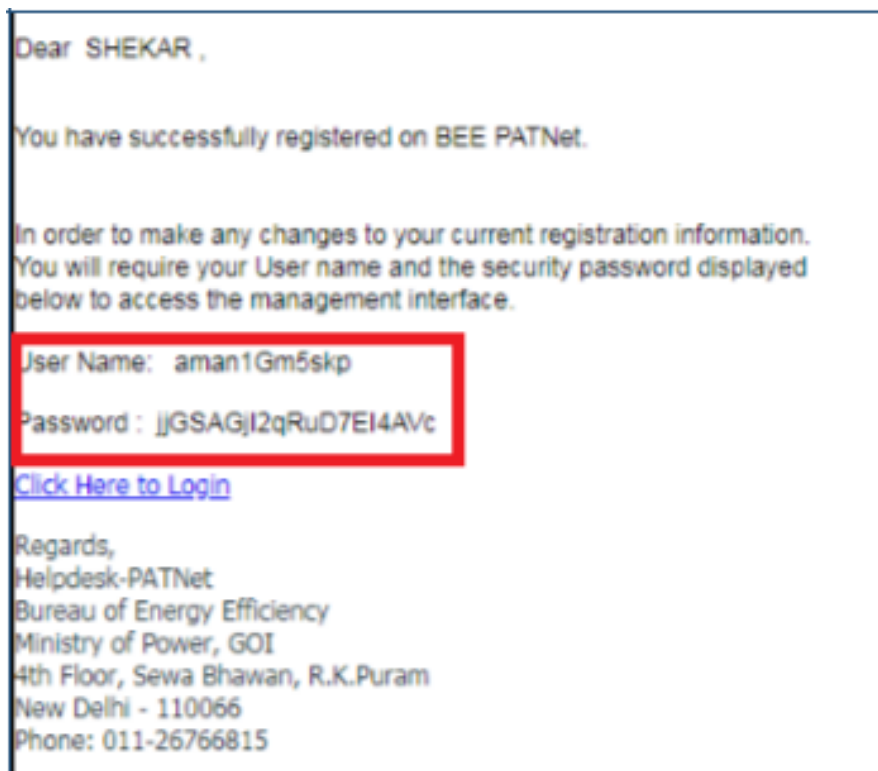 Dear SHEKAR ,
You have successfully registered on BEE PATNet.
In order to make any changes to your current registration information.
You will require your User name and the security password displayed
below to access the management interface.
User Name: aman1Gm5skp
Password : jjGSAGjI2qRuD7EI4AVc
Click Here to Login
Regards,
Helpdesk-PATNet
Bureau of Energy Efficiency
Ministry of Power, GOI
4th Floor, Sewa Bhawan, R.K.Puram
New Delhi - 110066
Phone: 011-26766815